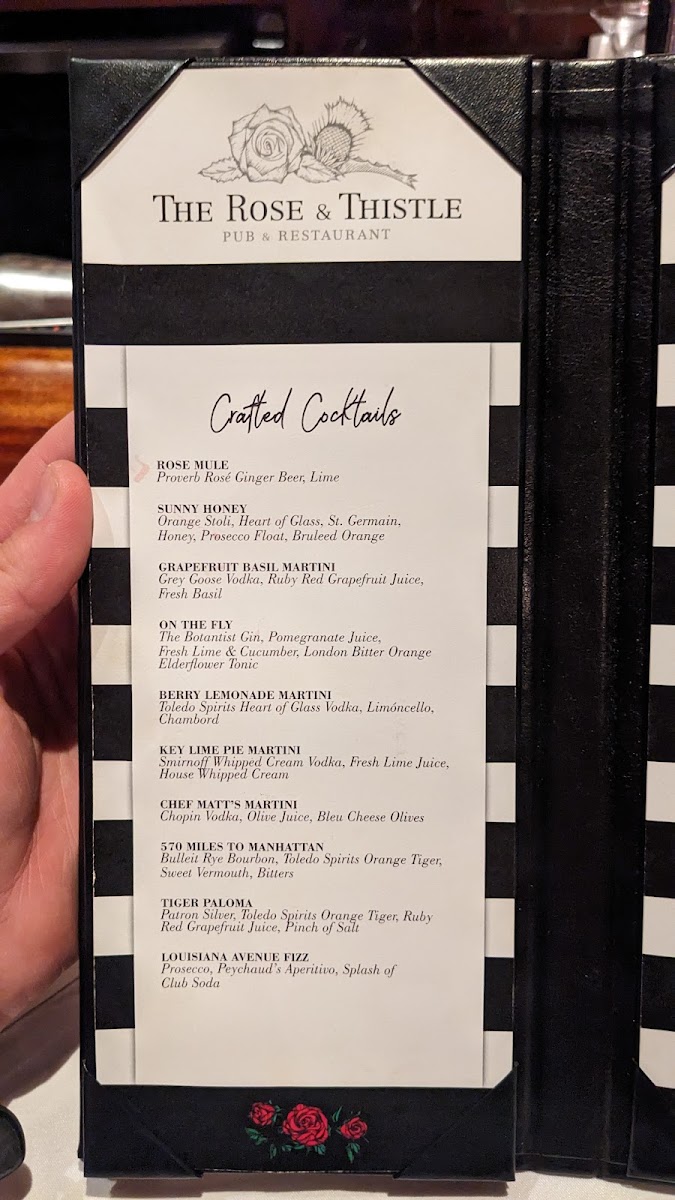 THE ROSE & THISTLE
PUB & RESTAURANT
Crafted Cocktails
ROSE MULE
Proverb Rosé Ginger Beer, Lime
SUNNY HONEY
Orange Stoli, Heart of Glass, St. Germain,
Honey, Prosecco Float, Bruleed Orange
GRAPEFRUIT BASIL MARTINI
Grey Goose Vodka, Ruby Red Grapefruit Juice,
Fresh Basil
ON THE FLY
The Botantist Gin, Pomegranate Juice,
Fresh Lime & Cucumber, London Bitter Orange
Elderflower Tonic
BERRY LEMONADE MARTINI
Toledo Spirits Heart of Glass Vodka, Limóncello,
Chambord
KEY LIME PIE MARTINI
Smirnoff Whipped Cream Vodka, Fresh Lime Juice,
House Whipped Cream
CHEF MATT'S MARTINI
Chopin Vodka, Olive Juice, Bleu Cheese Olives
570 MILES TO MANHATTAN
Bulleit Rye Bourbon, Toledo Spirits Orange Tiger,
Sweet Vermouth, Bitters
TIGER PALOMA
Patron Silver, Toledo Spirits Orange Tiger, Ruby
Red Grapefruit Juice, Pinch of Salt
LOUISIANA AVENUE FIZZ
Prosecco, Peychaud's Aperitivo, Splash of
Club Soda